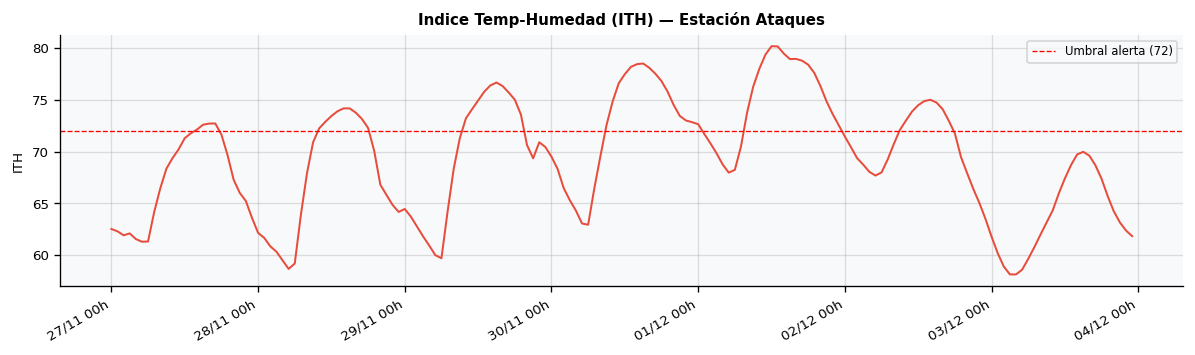 Indice Temp-Humedad (ITH) — Estación Ataques
Umbral alerta (72)
ITH
80
75
70
65
60
27/11 00h
28/11 00h
29/11 00h
30/11 00h
01/12 00h
02/12 00h
03/12 00h
04/12 00h